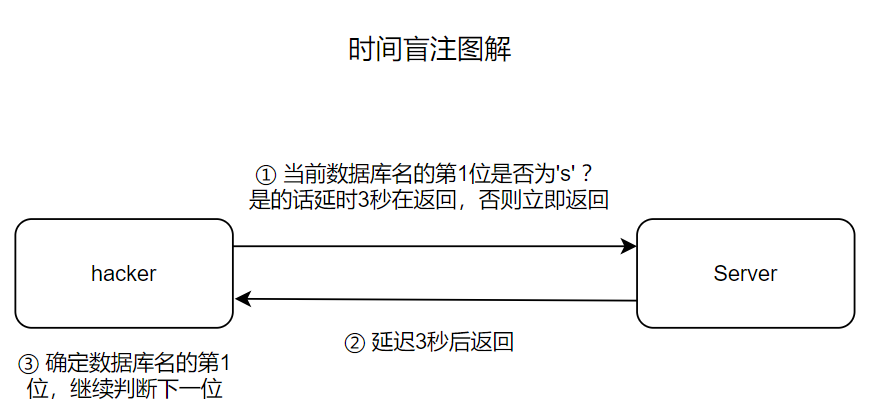 时间盲注图解
① 当前数据库名的第1位是否为's' ?
是的话延时3秒在返回，否则立即返回
hacker
Server
② 延迟3秒后返回
③ 确定数据库名的第1
位，继续判断下一位